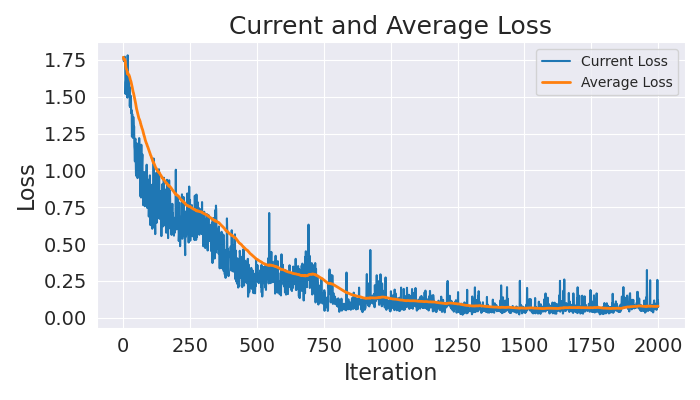 Current and Average Loss
Current Loss
Average Loss
Loss
1.75
1.50
1.25
1.00
0.75
0.50
0.25
0.00
0 250 500 750 1000 1250 1500 1750 2000
Iteration